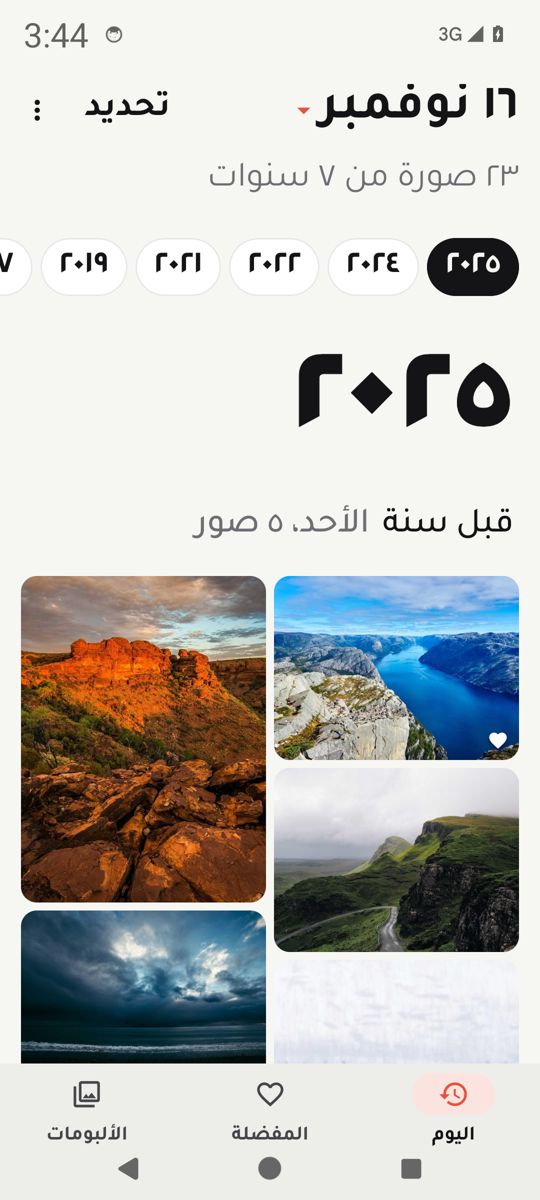 3:44 3G
١٦ نوفمبر تحديد
٢٣ صورة من ٧ سنوات
٢٠٢٥ ٢٠٢٤ ٢٠٢٢ ٢٠٢١ ٢٠١٩ ٧
٢٠٢٥
قبل سنة الأحد، ٥ صور
اليوم المفضلة الألبومات